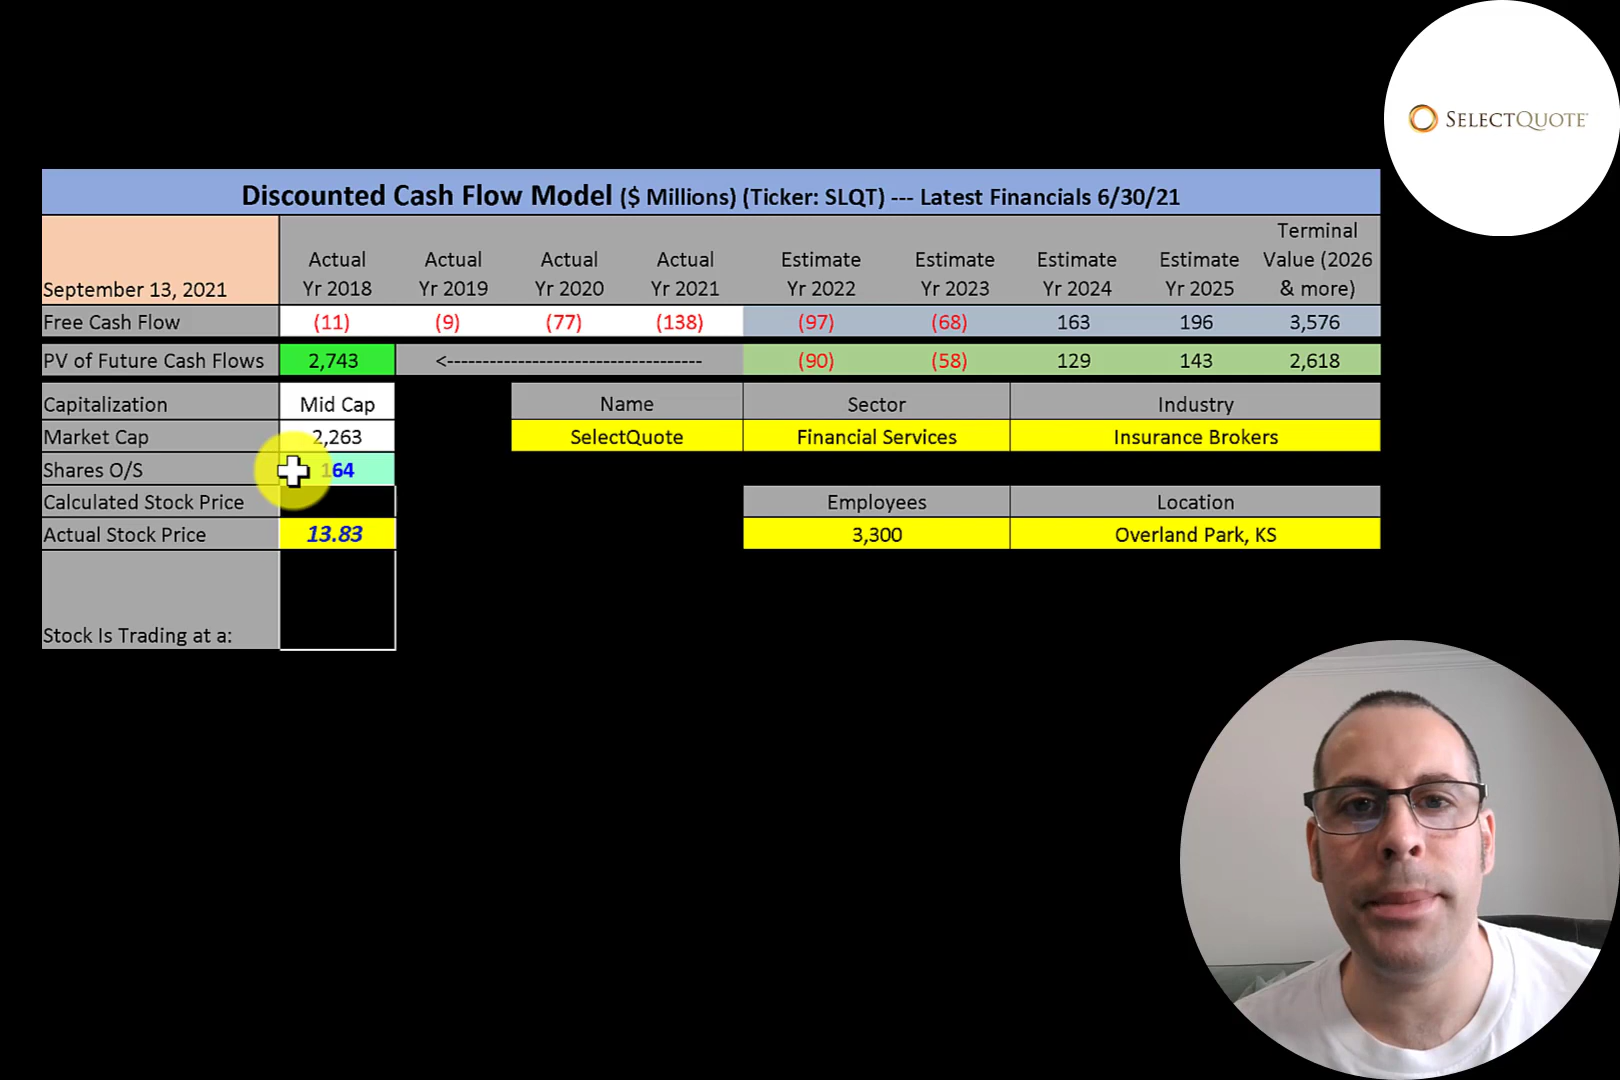 SELECTQUOTE
Discounted Cash Flow Model ($ Millions) (Ticker: SLQT) --- Latest Financials 6/30/21
September 13, 2021 Actual Yr 2018 Actual Yr 2019 Actual Yr 2020 Actual Yr 2021 Estimate Yr 2022 Estimate Yr 2023 Estimate Yr 2024 Estimate Yr 2025 Terminal Value (2026 & more)
Free Cash Flow (11) (9) (77) (138) (97) (68) 163 196 3,576
PV of Future Cash Flows 2,743 <------------------------------------ (90) (58) 129 143 2,618
Capitalization Mid Cap Name Sector Industry
Market Cap 2,263 SelectQuote Financial Services Insurance Brokers
Shares O/S 164
Calculated Stock Price Employees Location
Actual Stock Price 13.83 3,300 Overland Park, KS
Stock Is Trading at a: